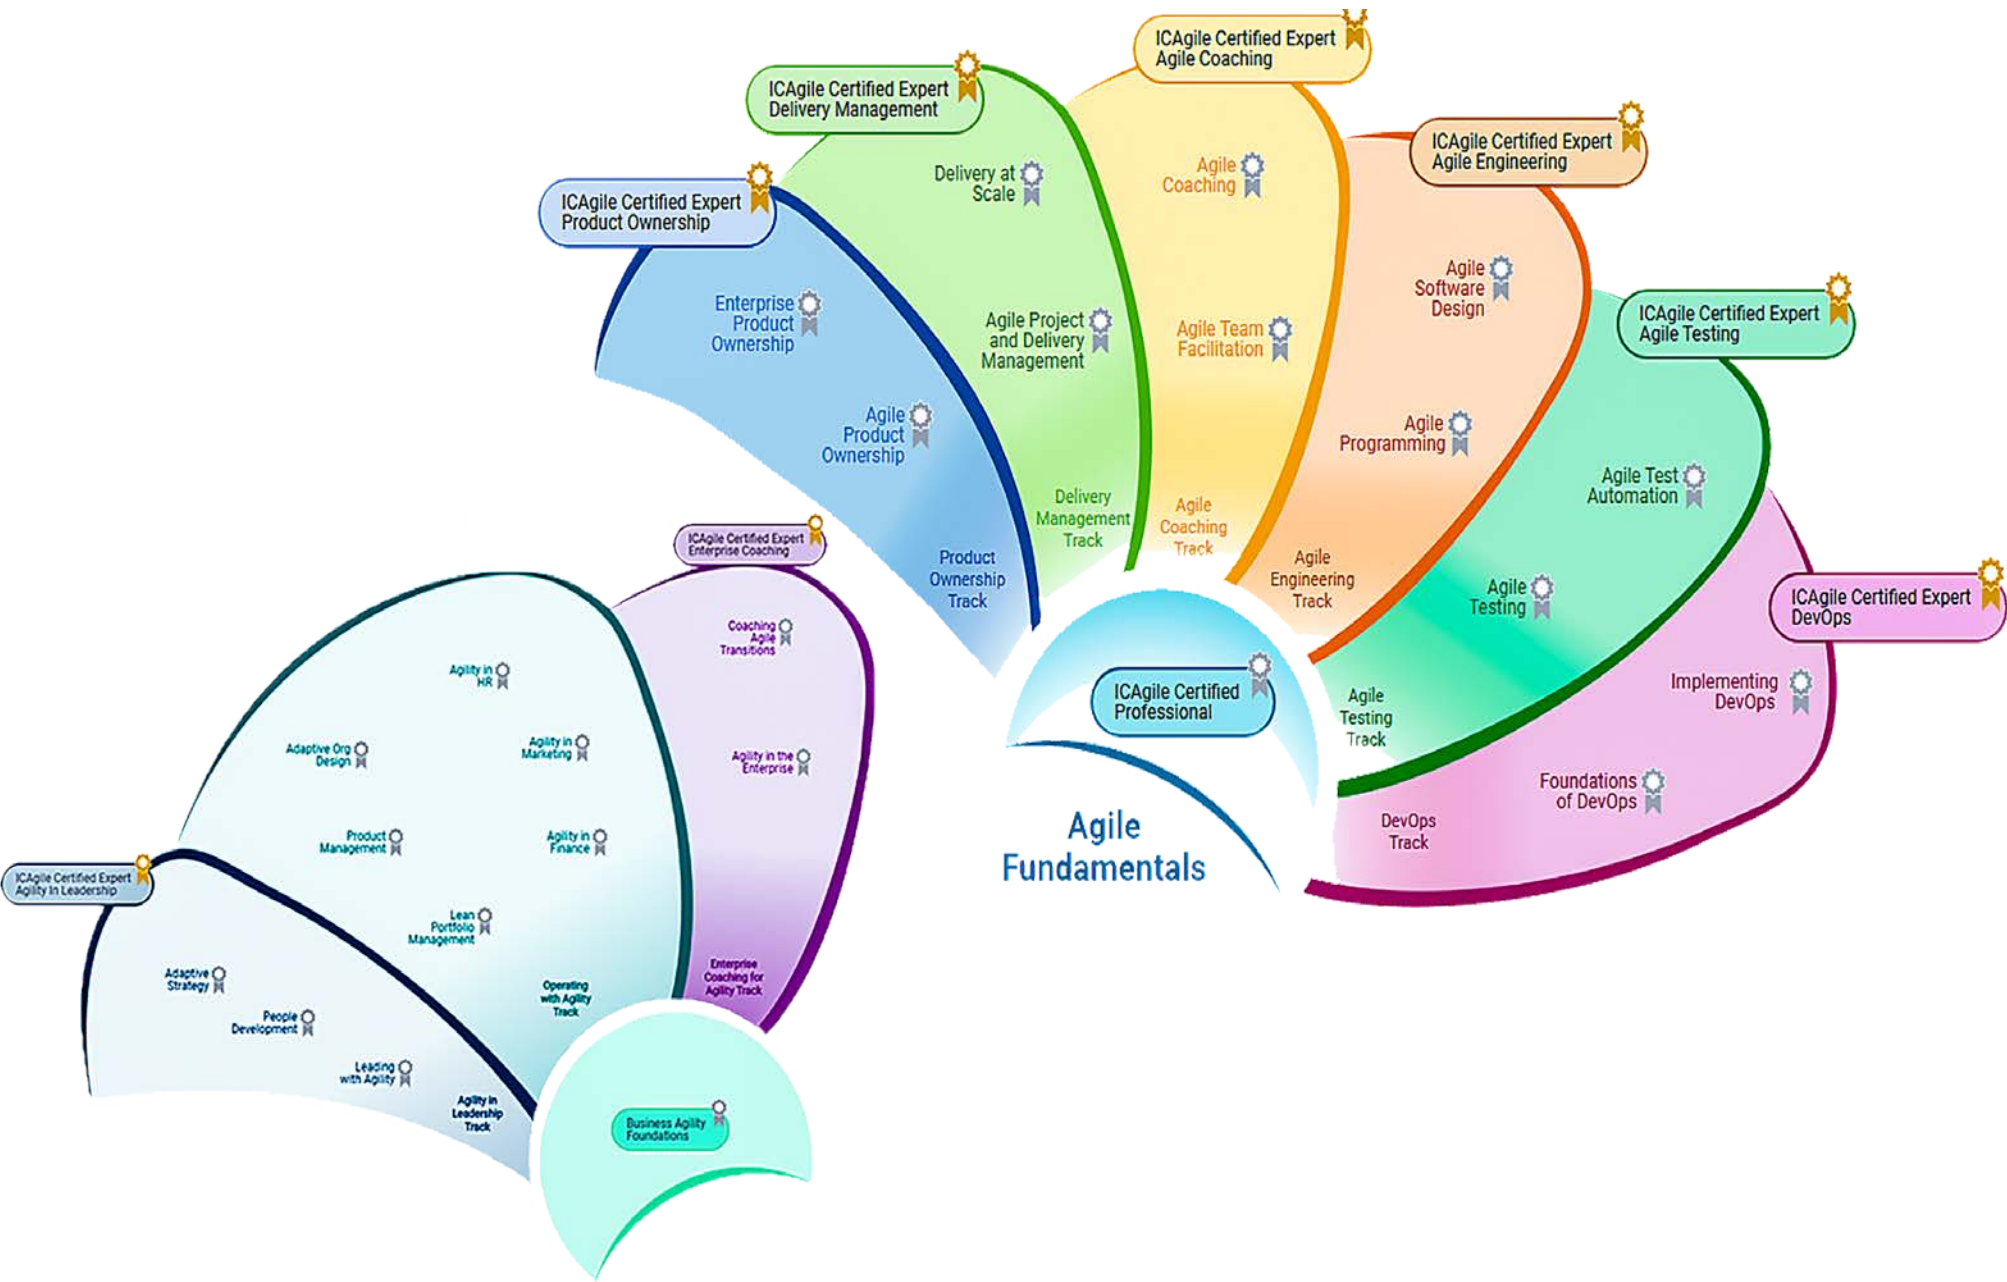 ICAgile Certified Expert
Agile Coaching
ICAgile Certified Expert
Delivery Management
ICAgile Certified Expert
Agile Engineering
ICAgile Certified Expert
Product Ownership
ICAgile Certified Expert
Agile Testing
ICAgile Certified Expert
DevOps
Enterprise
Product
Ownership
Agile
Product
Ownership
Product
Ownership
Track
Delivery at
Scale
Agile Project
and Delivery
Management
Delivery
Management
Track
Agile
Coaching
Agile Team
Facilitation
Agile
Coaching
Track
Agile
Software
Design
Agile
Programming
Agile
Engineering
Track
Agile Test
Automation
Agile
Testing
Agile
Testing
Track
Implementing
DevOps
Foundations
of DevOps
DevOps
Track
ICAgile Certified
Professional
Agile
Fundamentals
ICAgile Certified Expert
Enterprise Coaching
Coaching
Agile
Transitions
Agility in the
Enterprise
Enterprise
Coaching for
Agility Track
Agility in
HR
Adaptive Org
Design
Agility in
Marketing
Product
Management
Agility in
Finance
Lean
Portfolio
Management
Operating
with Agility
Track
ICAgile Certified Expert
Agility In Leadership
Adaptive
Strategy
People
Development
Leading
with Agility
Agility in
Leadership
Track
Business Agility
Foundations